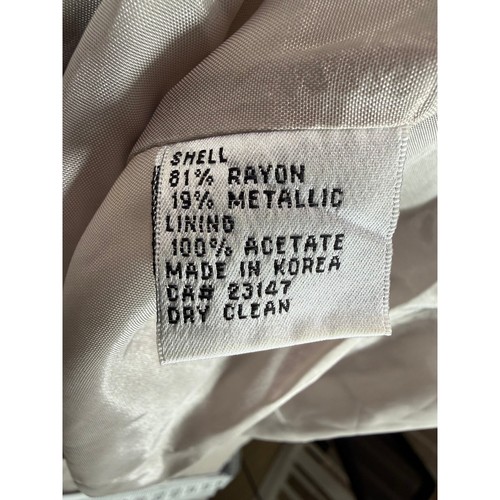 SHELL
81% RAYON
19% METALLIC
LINING
100% ACETATE
MADE IN KOREA
CA# 23147
DRY CLEAN